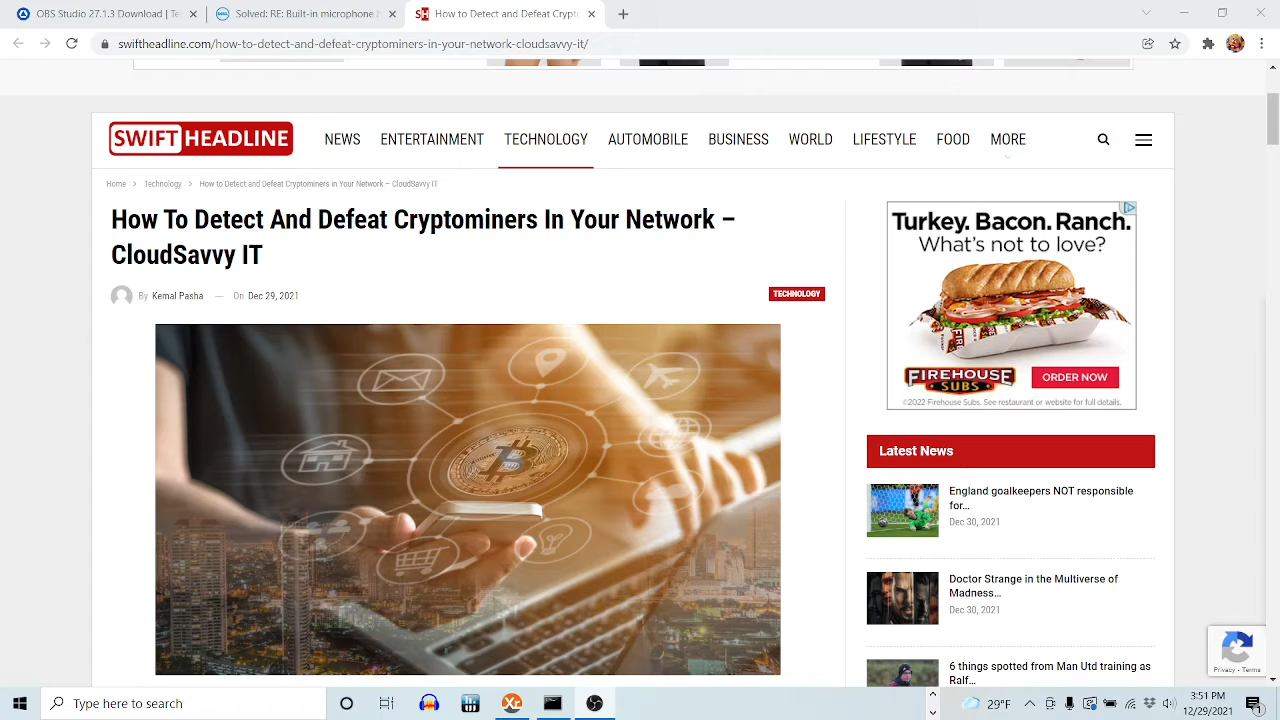 OBS Studio 27.1.3 Download
Solved: RE: Microphone Not
How to Detect and Defeat Crypto
swiftheadline.com/how-to-detect-and-defeat-cryptominers-in-your-network-cloudsavvy-it/
SWIFT HEADLINE
NEWS ENTERTAINMENT TECHNOLOGY AUTOMOBILE BUSINESS WORLD LIFESTYLE FOOD MORE
Home > Technology > How to Detect and Defeat Cryptominers in Your Network – CloudSavvy IT
How To Detect And Defeat Cryptominers In Your Network –
CloudSavvy IT
By Kemal Pasha — On Dec 29, 2021
TECHNOLOGY
Turkey. Bacon. Ranch.
What's not to love?
FIREHOUSE
SUBS
ORDER NOW
©2022 Firehouse Subs. See restaurant or website for full details.
Latest News
England goalkeepers NOT responsible
for...
Dec 30, 2021
Doctor Strange in the Multiverse of
Madness...
Dec 30, 2021
6 things spotted from Man Utd training as
Ralf...
Privacy - Terms
Type here to search
29°F
3:51 PM
12/29/2021